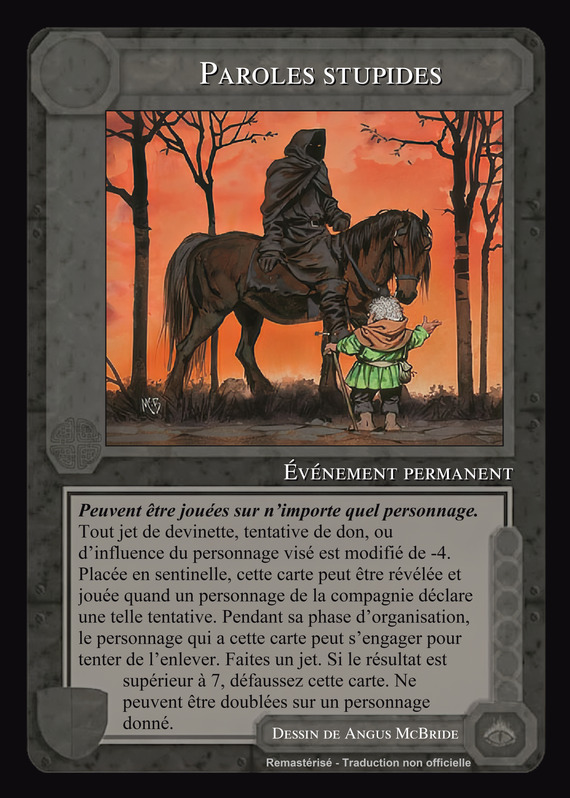 Paroles stupides
McB
Événement permanent
Peuvent être jouées sur n'importe quel personnage.
Tout jet de devinette, tentative de don, ou
d'influence du personnage visé est modifié de -4.
Placée en sentinelle, cette carte peut être révélée et
jouée quand un personnage de la compagnie déclare
une telle tentative. Pendant sa phase d'organisation,
le personnage qui a cette carte peut s'engager pour
tenter de l'enlever. Faites un jet. Si le résultat est
supérieur à 7, défaussez cette carte. Ne
peuvent être doublées sur un personnage
donné.
Dessin de Angus McBride
Remastérisé - Traduction non officielle